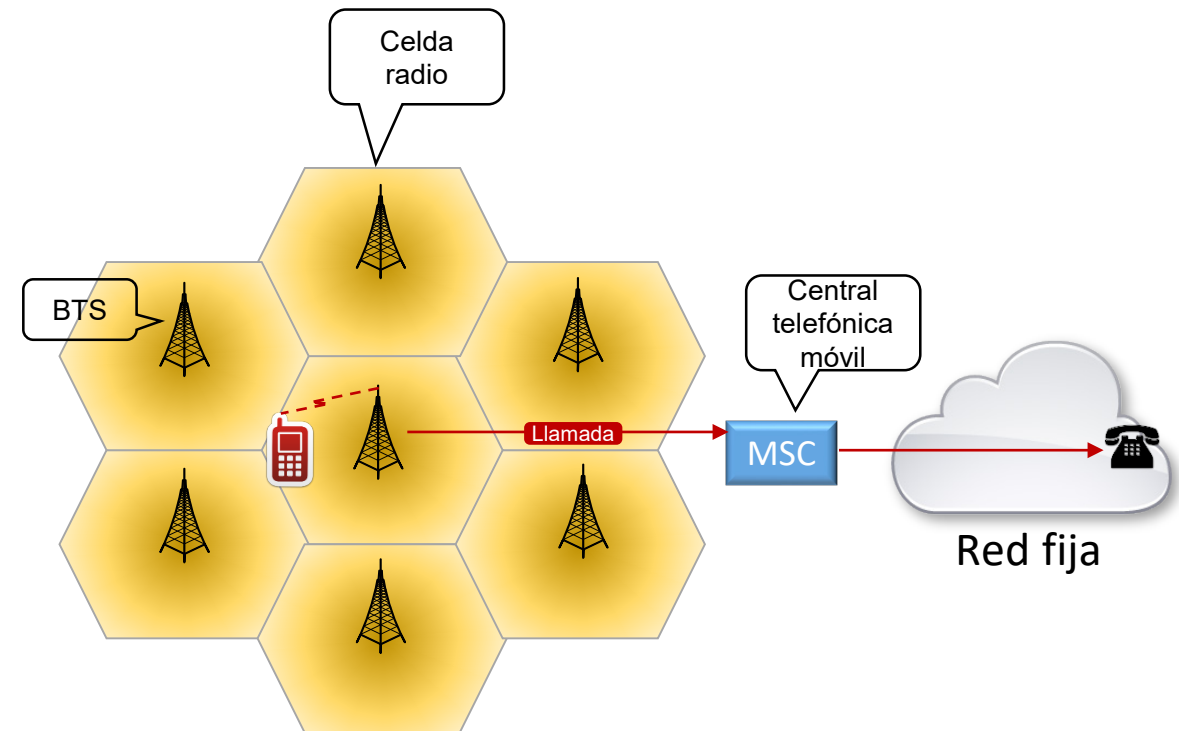 Celda
radio
BTS
Central
telefónica
móvil
Llamada
MSC
Red fija